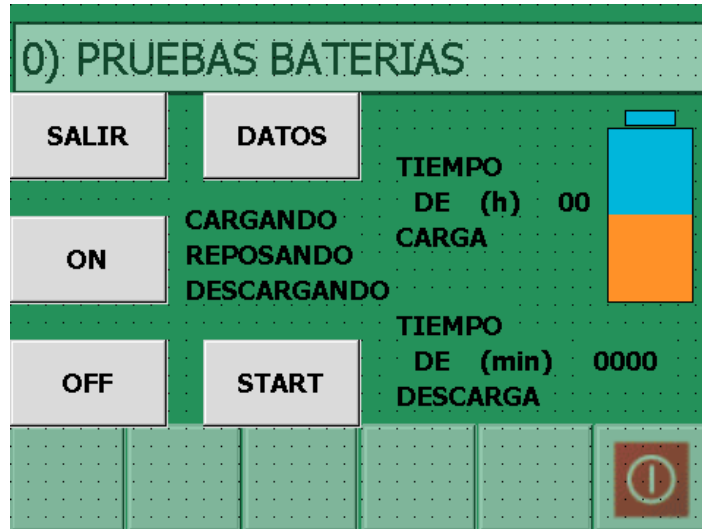 0) PRUEBAS BATERIAS
SALIR
DATOS
TIEMPO
DE (h) 00
CARGA
ON
CARGANDO
REPOSANDO
DESCARGANDO
TIEMPO
DE (min) 0000
DESCARGA
OFF
START